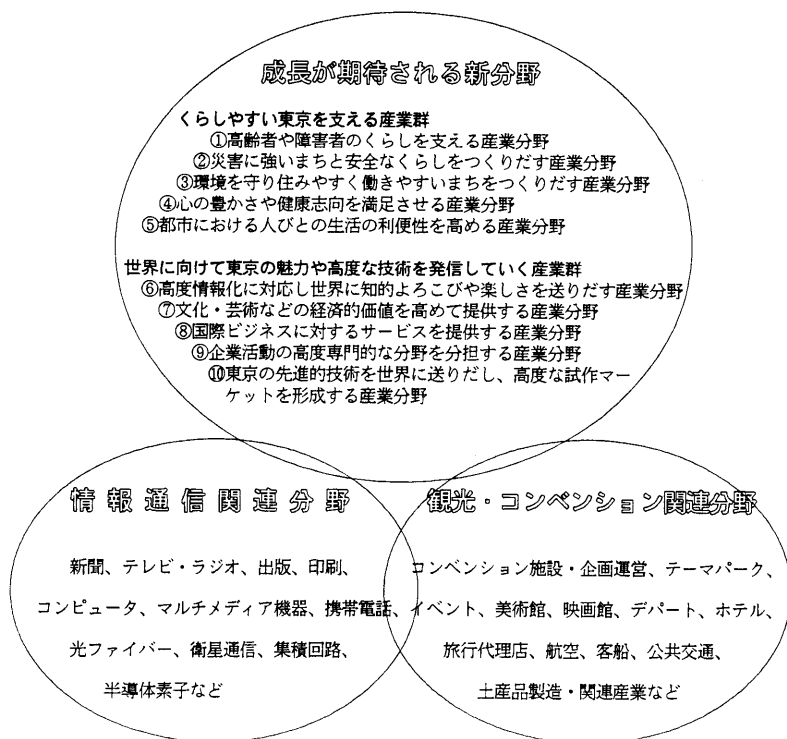 成長が期待される新分野
くらしやすい東京を支える産業群
①高齢者や障害者のくらしを支える産業分野
②災害に強いまちと安全なくらしをつくりだす産業分野
③環境を守り住みやすく働きやすいまちをつくりだす産業分野
④心の豊かさや健康志向を満足させる産業分野
⑤都市における人びとの生活の利便性を高める産業分野
世界に向けて東京の魅力や高度な技術を発信していく産業群
⑥高度情報化に対応し世界に知的よろこびや楽しさを送りだす産業分野
⑦文化・芸術などの経済的価値を高めて提供する産業分野
⑧国際ビジネスに対するサービスを提供する産業分野
⑨企業活動の高度専門的な分野を分担する産業分野
⑩東京の先進的技術を世界に送りだし、高度な試作マー
ケットを形成する産業分野
情報通信関連分野
新聞、テレビ・ラジオ、出版、印刷、
コンピュータ、マルチメディア機器、携帯電話、
光ファイバー、衛星通信、集積回路、
半導体素子など
観光・コンベンション関連分野
コンベンション施設・企画運営、テーマパーク、
イベント、美術館、映画館、デパート、ホテル、
旅行代理店、航空、客船、公共交通、
土産品製造・関連産業など